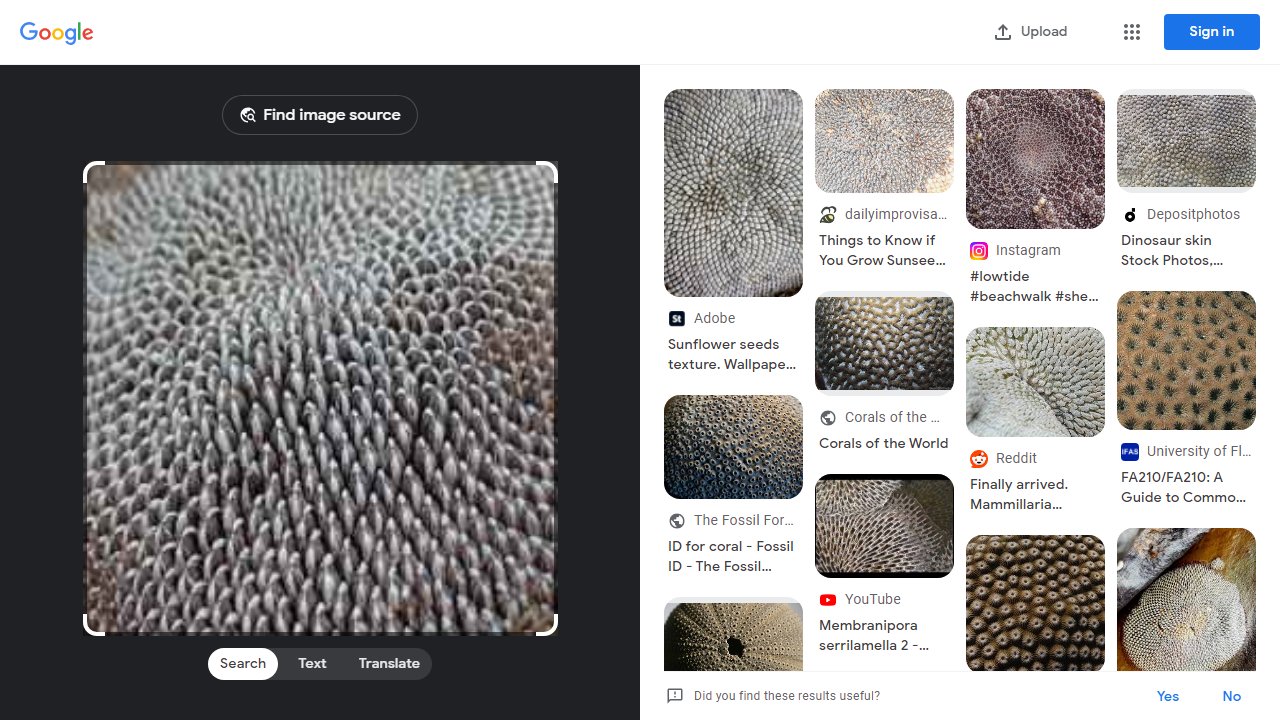 Google
Upload
Sign in
Find image source
Search
Text
Translate
Adobe
Sunflower seeds
texture. Wallpape...
The Fossil For...
ID for coral - Fossil
ID - The Fossil...
dailyimprovisa...
Things to Know if
You Grow Sunsee...
Corals of the ...
Corals of the World
YouTube
Membranipora
serrilamella 2 -...
Instagram
#lowtide
#beachwalk #she...
Reddit
Finally arrived.
Mammillaria...
Depositphotos
Dinosaur skin
Stock Photos,...
IFAS
University of Fl...
FA210/FA210: A
Guide to Commo...
St
Did you find these results useful?
Yes
No